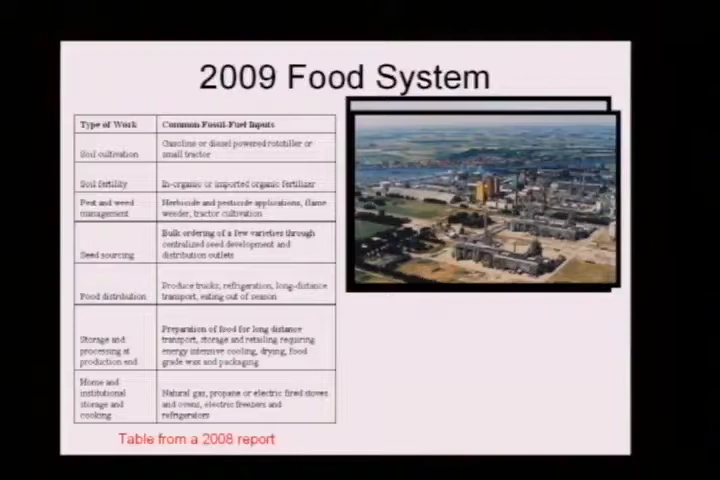 2009 Food System
Type of Work
Common Fossil-Fuel Inputs
Soil cultivation
Gasoline or diesel powered rototiller or
small tractor
Soil fertility
In-organic or imported organic fertilizer
Pest and weed
management
Herbicide and pesticide applications, flame
weeder, tractor cultivation
Seed sourcing
Bulk ordering of a few varieties through
centralized seed development and
distribution outlets
Food distribution
Produce trucks, refrigeration, long-distance
transport, eating out of season
Storage and
processing at
production end
Preparation of food for long distance
transport, storage and retailing requiring
energy intensive cooling, drying, food
grade wax and packaging
Home and
institutional
storage and
cooking
Natural gas, propane or electric fired stoves
and ovens, electric freezers and
refrigerators
Table from a 2008 report